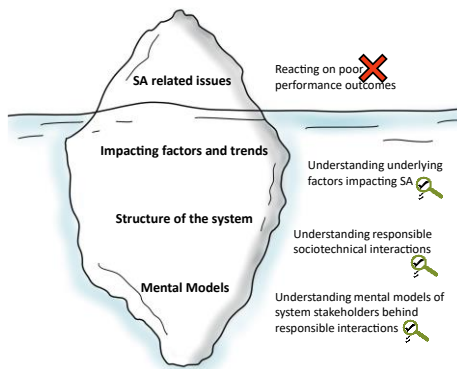 SA related issues
Reacting on poor
performance outcomes
Impacting factors and trends
Understanding underlying
factors impacting SA
Structure of the system
Understanding responsible
sociotechnical interactions
Mental Models
Understanding mental models of
system stakeholders behind
responsible interactions